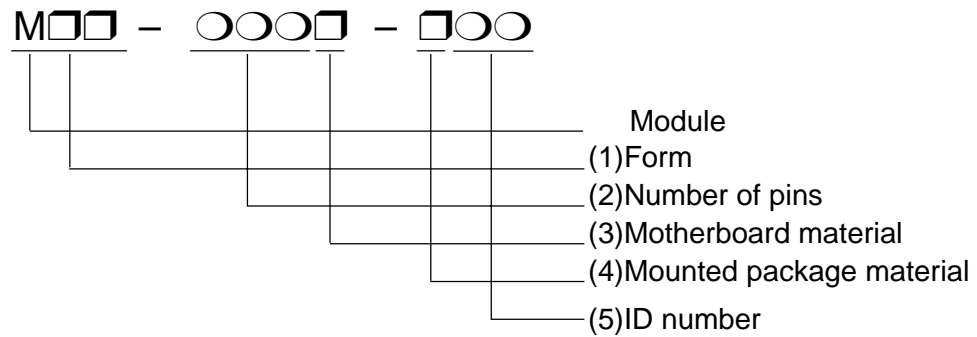 M❒❒ – ❍❍❍❒ – ❒❍❍
Module
(1)Form
(2)Number of pins
(3)Motherboard material
(4)Mounted package material
(5)ID number